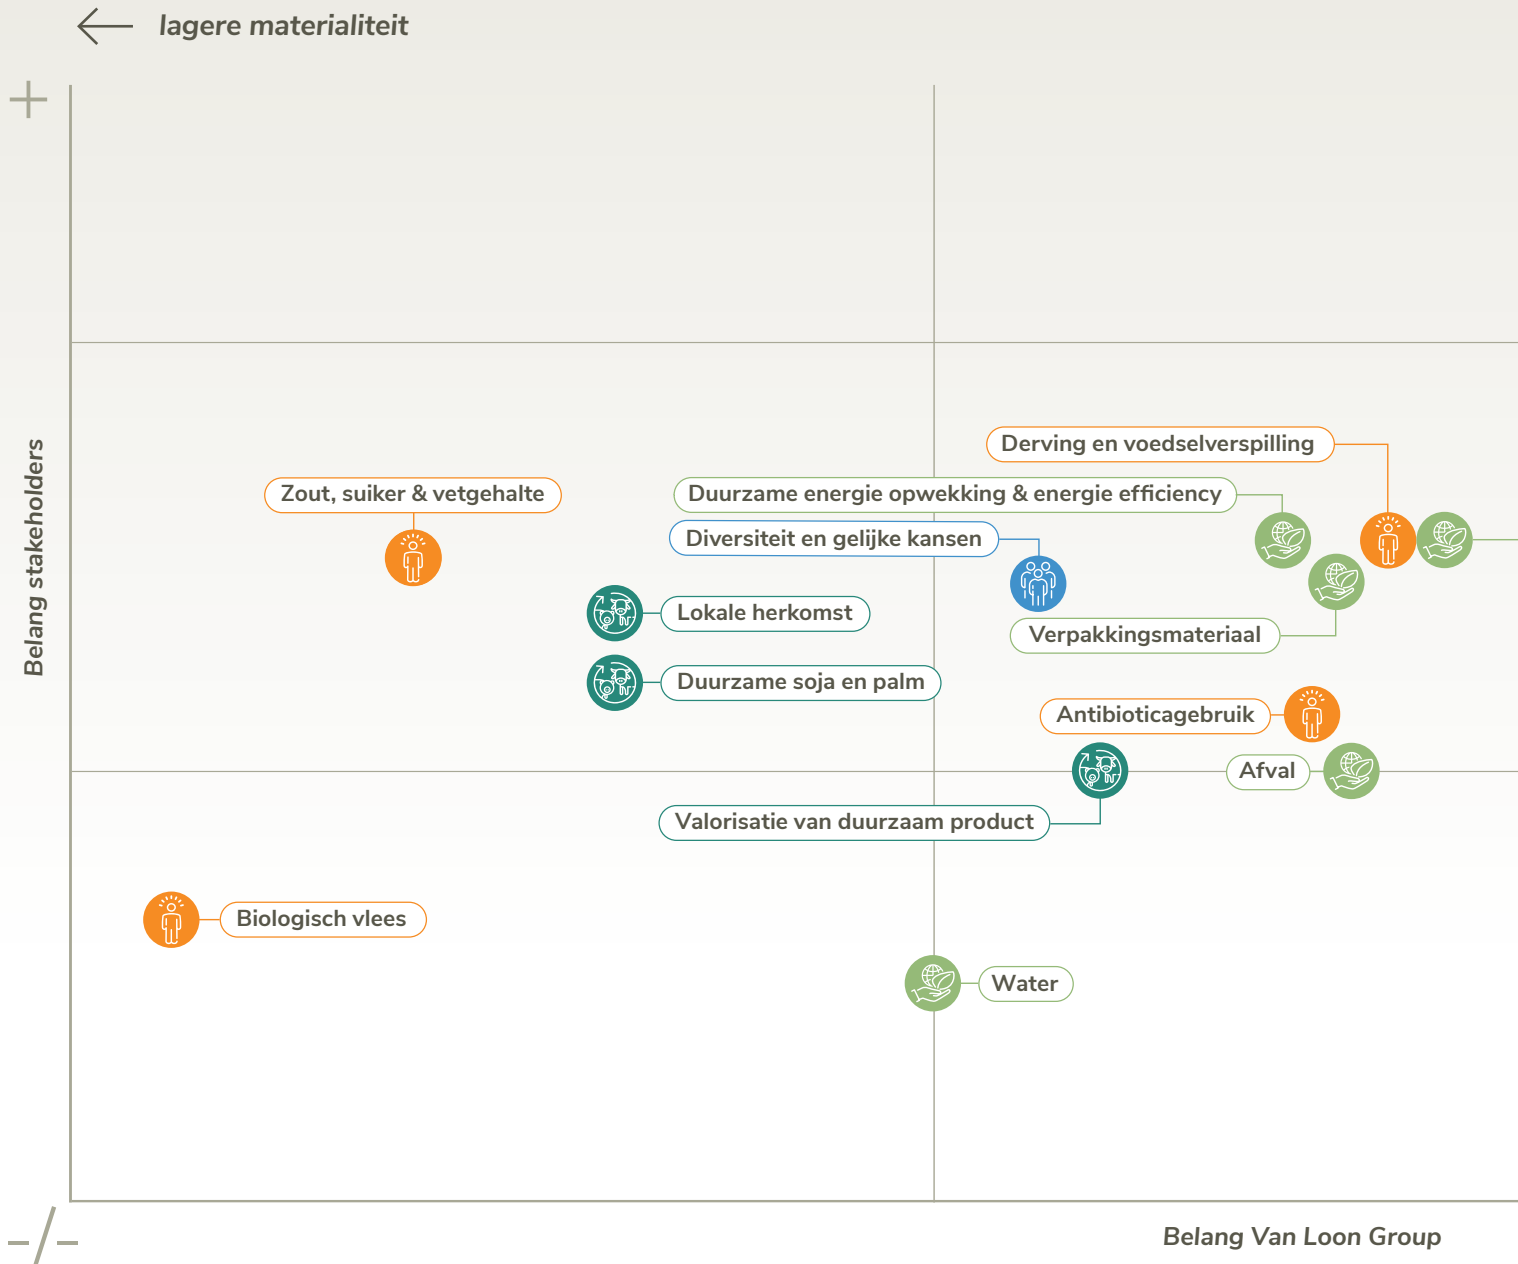 lagere materialiteit
+
Derving en voedselverspilling
Zout, suiker & vetgehalte
Duurzame energie opwekking & energie efficiency
Diversiteit en gelijke kansen
Lokale herkomst
Verpakkingsmateriaal
Duurzame soja en palm
Antibioticagebruik
Afval
Valorisatie van duurzaam product
Biologisch vlees
Water
Belang stakeholders
-/-
Belang Van Loon Group